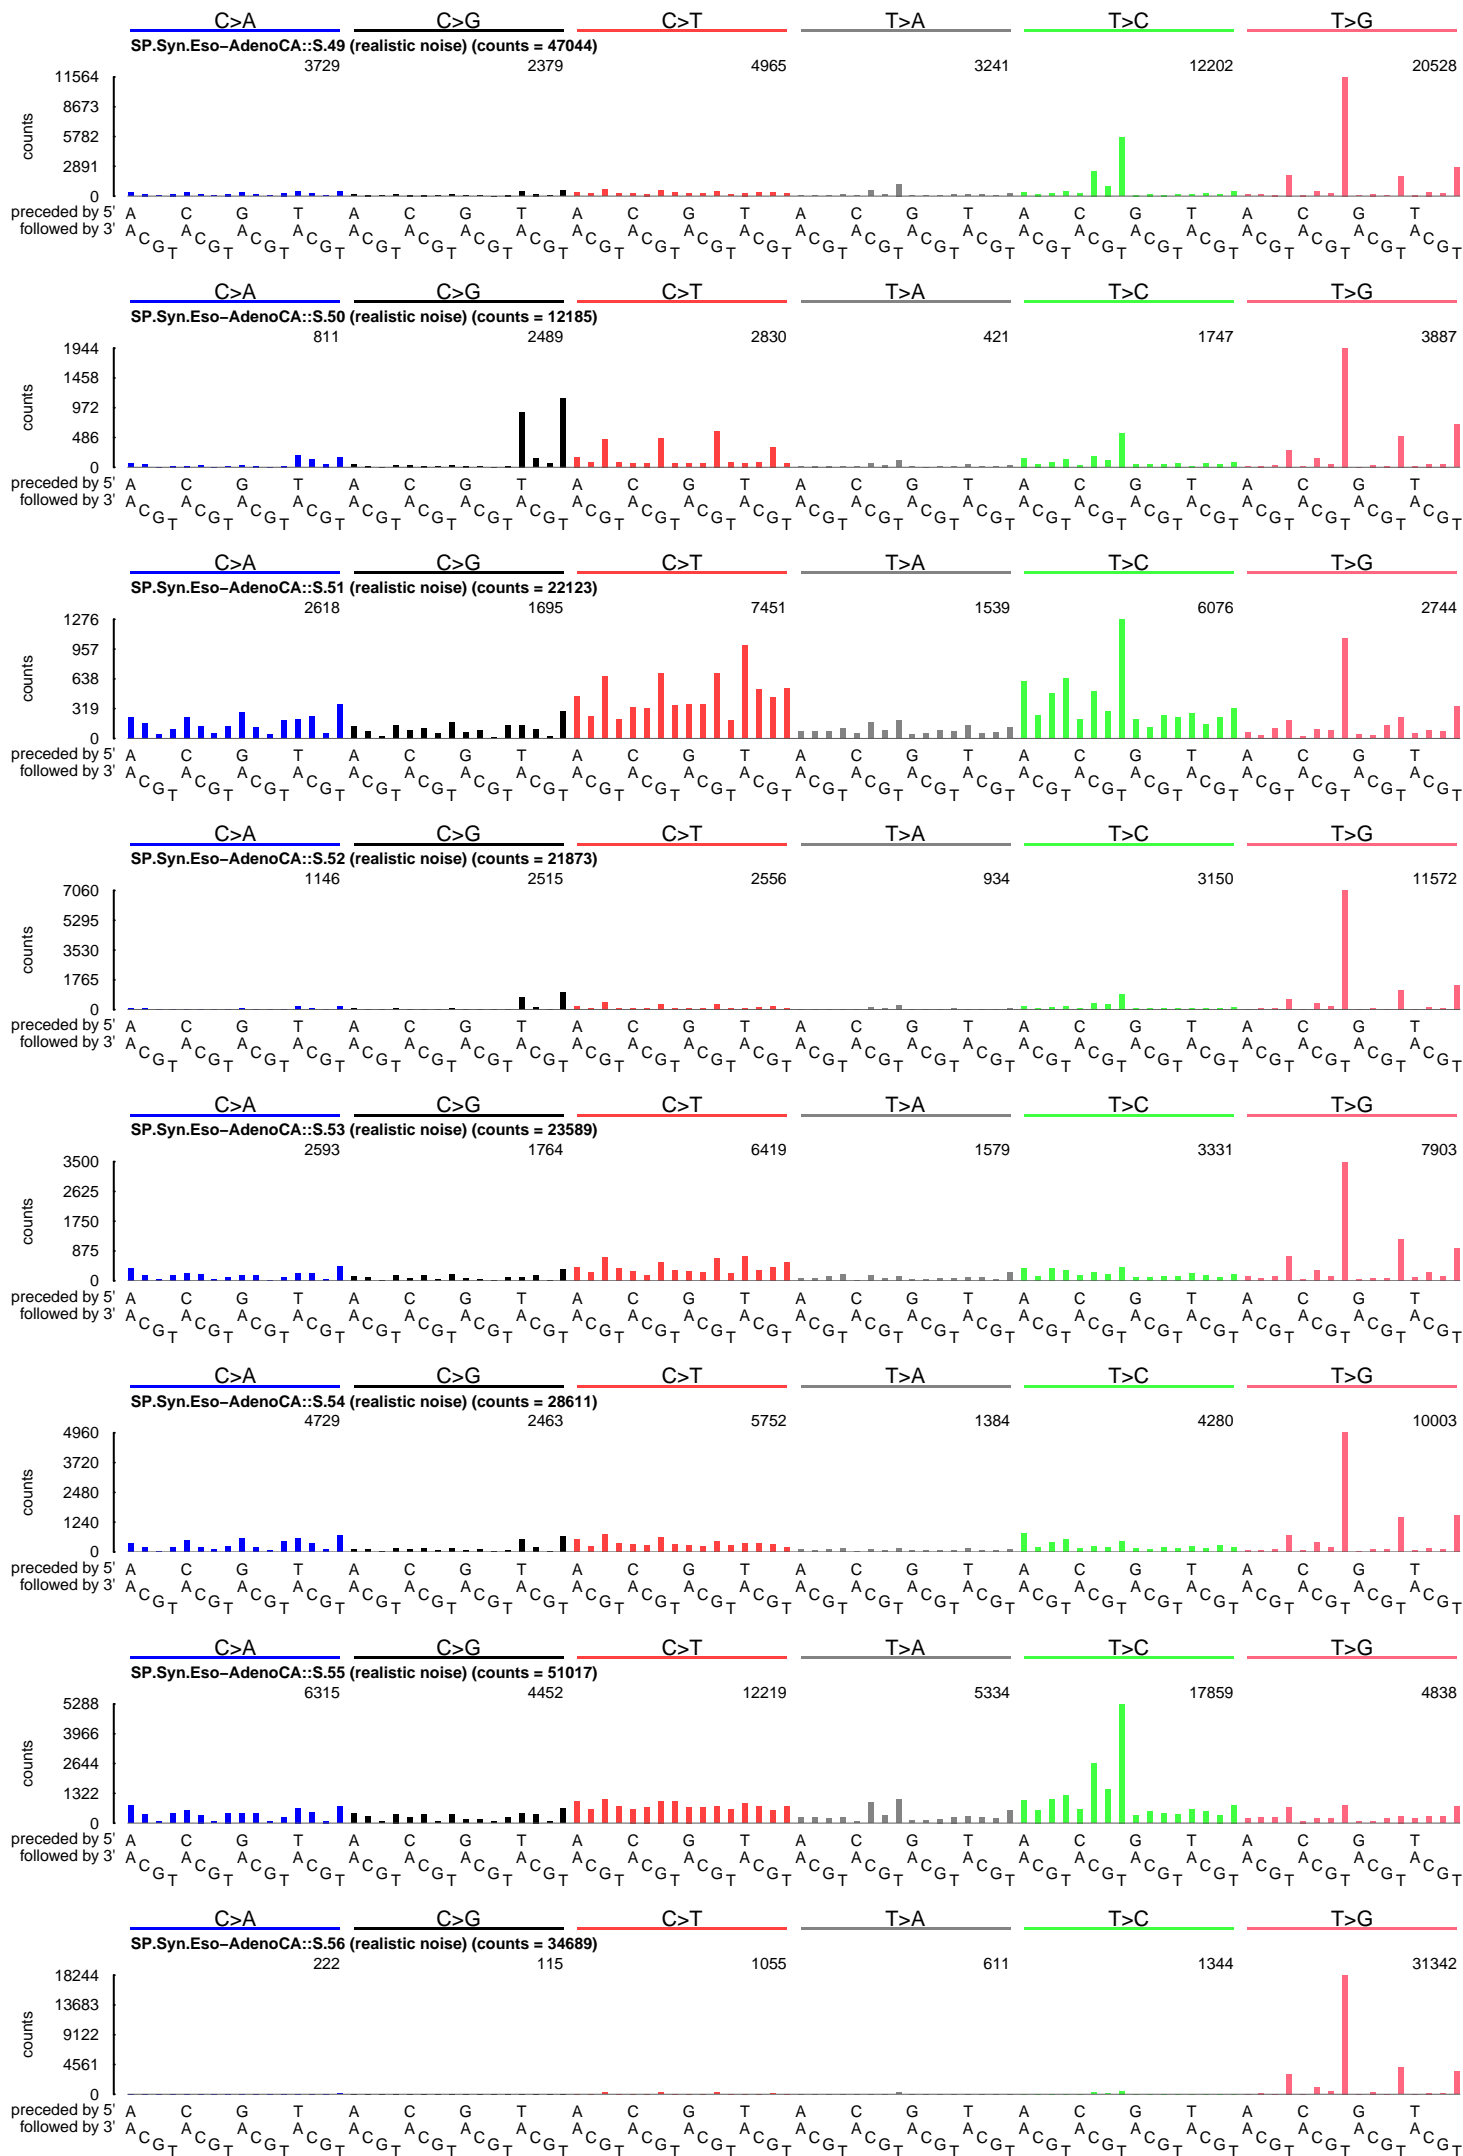 C>A C>G C>T T>A T>C T>G
SP.Syn.Eso−AdenoCA::S.49 (realistic noise) (counts = 47044)
3729 2379 4965 3241 12202 20528
11564
8673
5782
2891
0
counts
preceded by 5' A C G T A C G T A C G T A C G T A C G T A C G T
followed by 3' A C G T A C G T A C G T A C G T A C G T A C G T A C G T A C G T A C G T A C G T A C G T A C G T A C G T A C G T A C G T A C G T A C G T A C G T A C G T A C G T A C G T A C G T A C G T A C G T
C>A C>G C>T T>A T>C T>G
SP.Syn.Eso−AdenoCA::S.50 (realistic noise) (counts = 12185)
811 2489 2830 421 1747 3887
1944
1458
972
486
0
counts
preceded by 5' A C G T A C G T A C G T A C G T A C G T A C G T
followed by 3' A C G T A C G T A C G T A C G T A C G T A C G T A C G T A C G T A C G T A C G T A C G T A C G T A C G T A C G T A C G T A C G T A C G T A C G T A C G T A C G T A C G T A C G T A C G T A C G T
C>A C>G C>T T>A T>C T>G
SP.Syn.Eso−AdenoCA::S.51 (realistic noise) (counts = 22123)
2618 1695 7451 1539 6076 2744
1276
957
638
319
0
counts
preceded by 5' A C G T A C G T A C G T A C G T A C G T A C G T
followed by 3' A C G T A C G T A C G T A C G T A C G T A C G T A C G T A C G T A C G T A C G T A C G T A C G T A C G T A C G T A C G T A C G T A C G T A C G T A C G T A C G T A C G T A C G T A C G T A C G T
C>A C>G C>T T>A T>C T>G
SP.Syn.Eso−AdenoCA::S.52 (realistic noise) (counts = 21873)
1146 2515 2556 934 3150 11572
7060
5295
3530
1765
0
counts
preceded by 5' A C G T A C G T A C G T A C G T A C G T A C G T
followed by 3' A C G T A C G T A C G T A C G T A C G T A C G T A C G T A C G T A C G T A C G T A C G T A C G T A C G T A C G T A C G T A C G T A C G T A C G T A C G T A C G T A C G T A C G T A C G T A C G T
C>A C>G C>T T>A T>C T>G
SP.Syn.Eso−AdenoCA::S.53 (realistic noise) (counts = 23589)
2593 1764 6419 1579 3331 7903
3500
2625
1750
875
0
counts
preceded by 5' A C G T A C G T A C G T A C G T A C G T A C G T
followed by 3' A C G T A C G T A C G T A C G T A C G T A C G T A C G T A C G T A C G T A C G T A C G T A C G T A C G T A C G T A C G T A C G T A C G T A C G T A C G T A C G T A C G T A C G T A C G T A C G T
C>A C>G C>T T>A T>C T>G
SP.Syn.Eso−AdenoCA::S.54 (realistic noise) (counts = 28611)
4729 2463 5752 1384 4280 10003
4960
3720
2480
1240
0
counts
preceded by 5' A C G T A C G T A C G T A C G T A C G T A C G T
followed by 3' A C G T A C G T A C G T A C G T A C G T A C G T A C G T A C G T A C G T A C G T A C G T A C G T A C G T A C G T A C G T A C G T A C G T A C G T A C G T A C G T A C G T A C G T A C G T A C G T
C>A C>G C>T T>A T>C T>G
SP.Syn.Eso−AdenoCA::S.55 (realistic noise) (counts = 51017)
6315 4452 12219 5334 17859 4838
5288
3966
2644
1322
0
counts
preceded by 5' A C G T A C G T A C G T A C G T A C G T A C G T
followed by 3' A C G T A C G T A C G T A C G T A C G T A C G T A C G T A C G T A C G T A C G T A C G T A C G T A C G T A C G T A C G T A C G T A C G T A C G T A C G T A C G T A C G T A C G T A C G T A C G T
C>A C>G C>T T>A T>C T>G
SP.Syn.Eso−AdenoCA::S.56 (realistic noise) (counts = 34689)
222 115 1055 611 1344 31342
18244
13683
9122
4561
0
counts
preceded by 5' A C G T A C G T A C G T A C G T A C G T A C G T
followed by 3' A C G T A C G T A C G T A C G T A C G T A C G T A C G T A C G T A C G T A C G T A C G T A C G T A C G T A C G T A C G T A C G T A C G T A C G T A C G T A C G T A C G T A C G T A C G T A C G T